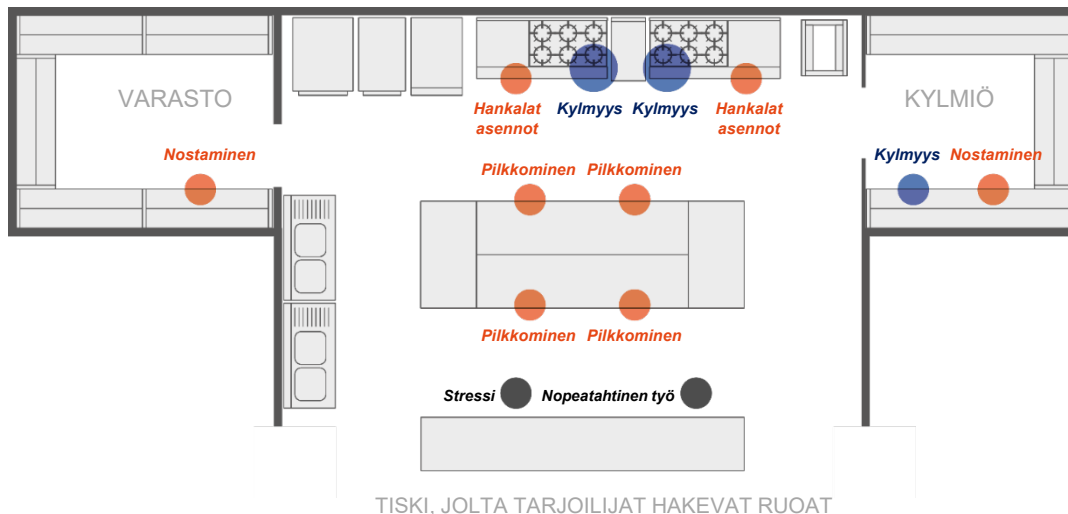 VARASTO
KYLMIÖ
Hankalat
asennot
Kylmyys
Kylmyys
Hankalat
asennot
Nostaminen
Pilkkominen
Pilkkominen
Kylmyys
Nostaminen
Pilkkominen
Pilkkominen
Stressi
Nopeatahtinen työ
TISKI, JOLTA TARJOILIJAT HAKEVAT RUOAT